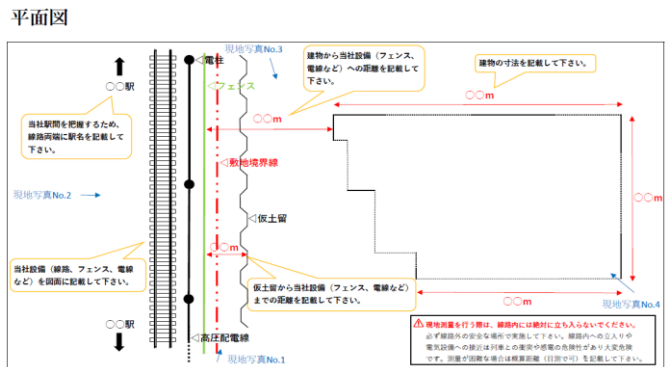 平面図
現地写真No.3
◁電柱
◁フェンス
建物から当社設備（フェンス、
電線など）への距離を記載して
下さい。
建物の寸法を記載して下さい。
〇〇m
〇〇駅
当社駅間を把握するため、
線路両端に駅名を記載して
下さい。
〇〇m
◁敷地境界線
現地写真No.2
〇〇m
◁仮土留
〇〇m
当社設備（線路、フェンス、電線
など）を図面に記載して下さい。
仮土留から当社設備（フェンス、電線など）
までの距離を記載して下さい。
〇〇m
現地写真No.4
〇〇駅
◁高圧配電線
現地写真No.1
現地測量を行う際は、線路内には絶対に立ち入らないでください。
必ず線路外の安全な場所で実施して下さい。線路内への立入りや
電気設備への接近は列車との衝突や感電の危険性があり大変危険
です。測量が困難な場合は概算距離（目測で可）を記載して下さい。